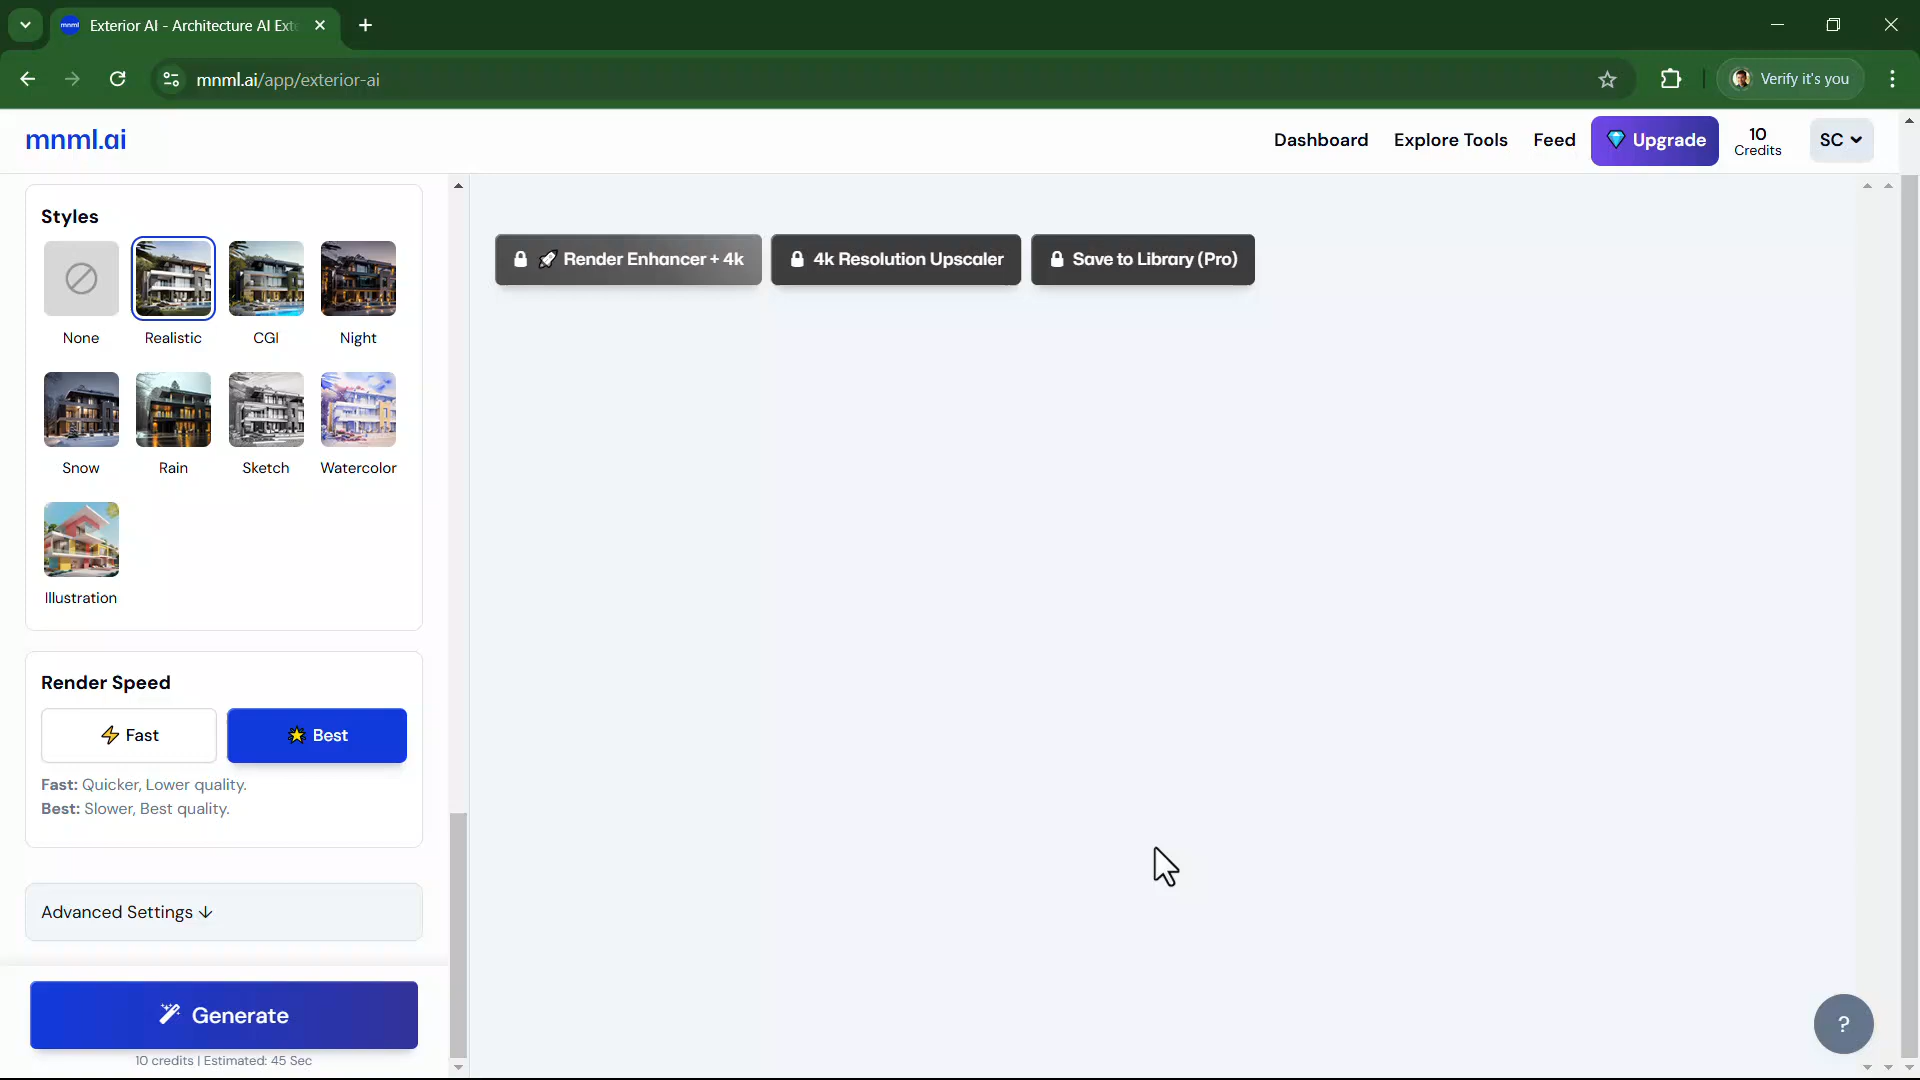 mnml
Exterior AI - Architecture AI Ext
mnml.ai/app/exterior-ai
Verify it's you
mnml.ai
Dashboard
Explore Tools
Feed
Upgrade
10
Credits
SC
Styles
None
Realistic
CGI
Night
Snow
Rain
Sketch
Watercolor
Illustration
Render Speed
Fast
Best
Fast: Quicker, Lower quality.
Best: Slower, Best quality.
Advanced Settings ↓
Generate
10 credits | Estimated: 45 Sec
Render Enhancer + 4k
4k Resolution Upscaler
Save to Library (Pro)
?